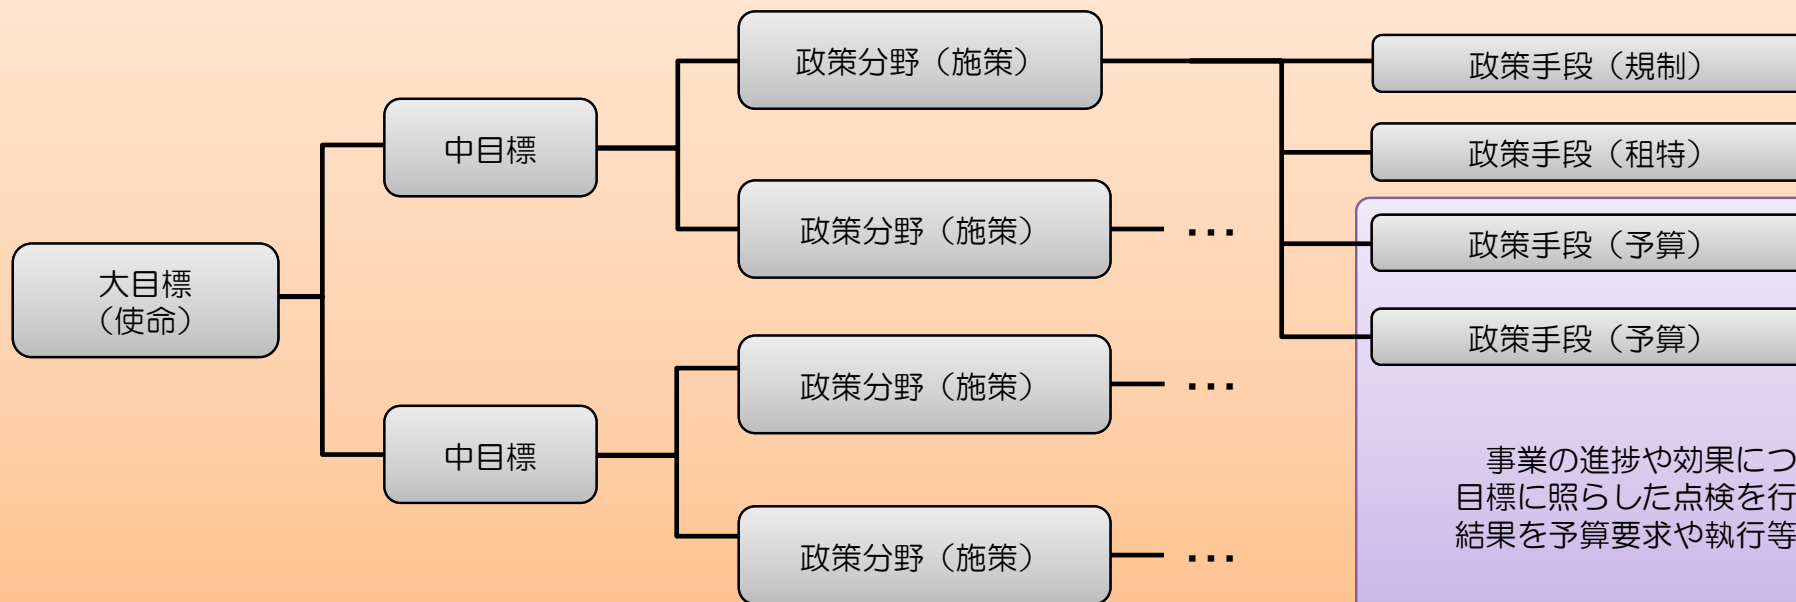 大目標
（使命）
中目標
中目標
政策分野（施策）
政策分野（施策）
…
政策分野（施策）
…
政策分野（施策）
…
政策手段（規制）
政策手段（租特）
政策手段（予算）
政策手段（予算）
事業の進捗や効果につ
目標に照らした点検を行
結果を予算要求や執行等